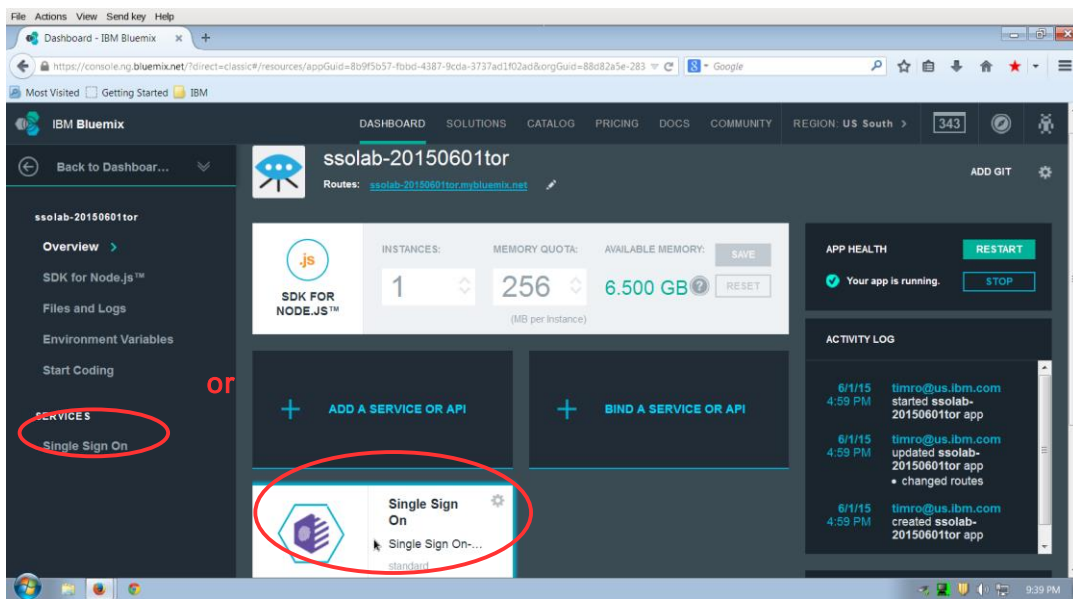 File Actions View Send key Help
Dashboard - IBM Bluemix × +
https://console.ng.bluemix.net/?direct=classic#/resources/appGuid=8b9f5b57-fbbd-4387-9cda-3737ad1f02ad&orgGuid=88d82a5e-283
Google
Most Visited Getting Started IBM
IBM Bluemix
DASHBOARD SOLUTIONS CATALOG PRICING DOCS COMMUNITY REGION: US South > 343
Back to Dashboar...
ssolab-20150601tor
Routes: ssolab-20150601tor.mybluemix.net
ADD GIT
ssolab-20150601tor
Overview >
SDK for Node.js™
Files and Logs
Environment Variables
Start Coding
or
SERVICES
Single Sign On
.js
SDK FOR
NODE.JS™
INSTANCES:
1
MEMORY QUOTA:
256
(MB per Instance)
AVAILABLE MEMORY:
6.500 GB ?
SAVE
RESET
APP HEALTH
RESTART
Your app is running.
STOP
+ ADD A SERVICE OR API
+ BIND A SERVICE OR API
Single Sign
On
Single Sign On-...
standard
ACTIVITY LOG
6/1/15 timro@us.ibm.com
4:59 PM started ssolab-
20150601tor app
6/1/15 timro@us.ibm.com
4:59 PM updated ssolab-
20150601tor app
• changed routes
6/1/15 timro@us.ibm.com
4:59 PM created ssolab-
20150601tor app
9:39 PM